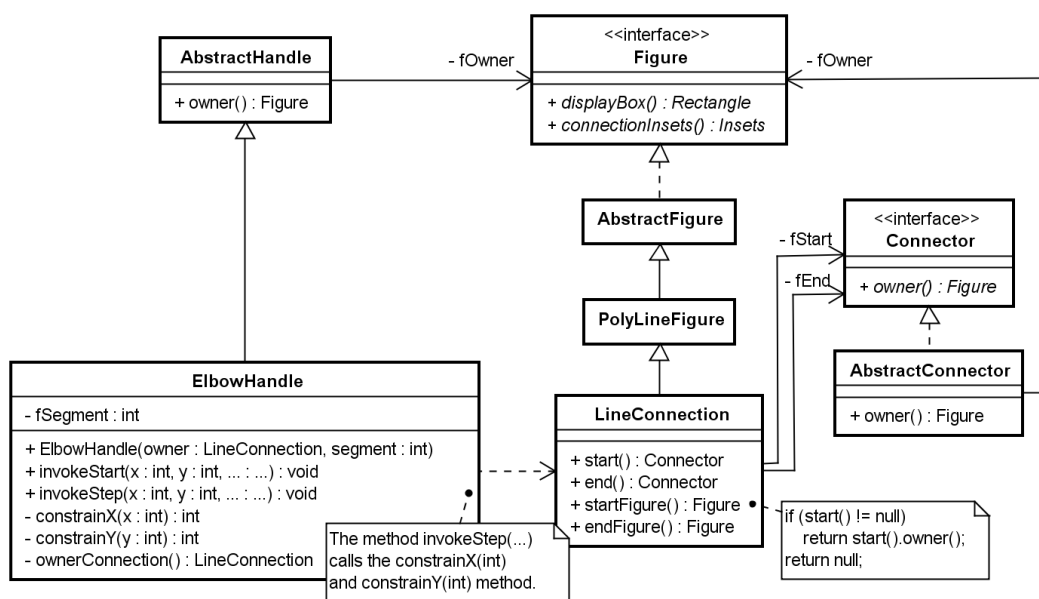 AbstractHandle
+ owner() : Figure
- fOwner
<<interface>>
Figure
+ displayBox() : Rectangle
+ connectionInsets() : Insets
- fOwner
AbstractFigure
PolyLineFigure
- fStart
- fEnd
<<interface>>
Connector
+ owner() : Figure
AbstractConnector
+ owner() : Figure
ElbowHandle
- fSegment : int
+ ElbowHandle(owner : LineConnection, segment : int)
+ invokeStart(x : int, y : int, ... : ...) : void
+ invokeStep(x : int, y : int, ... : ...) : void
- constrainX(x : int) : int
- constrainY(y : int) : int
- ownerConnection() : LineConnection
The method invokeStep(...)
calls the constrainX(int)
and constrainY(int) method.
LineConnection
+ start() : Connector
+ end() : Connector
+ startFigure() : Figure
+ endFigure() : Figure
if (start() != null)
return start().owner();
return null;